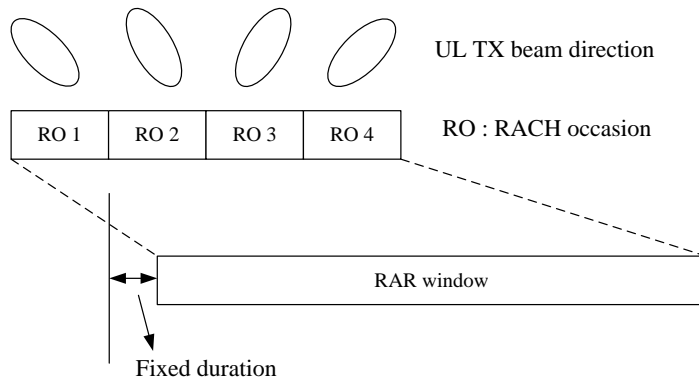 UL TX beam direction
RO 1 RO 2 RO 3 RO 4 RO : RACH occasion
RAR window
Fixed duration